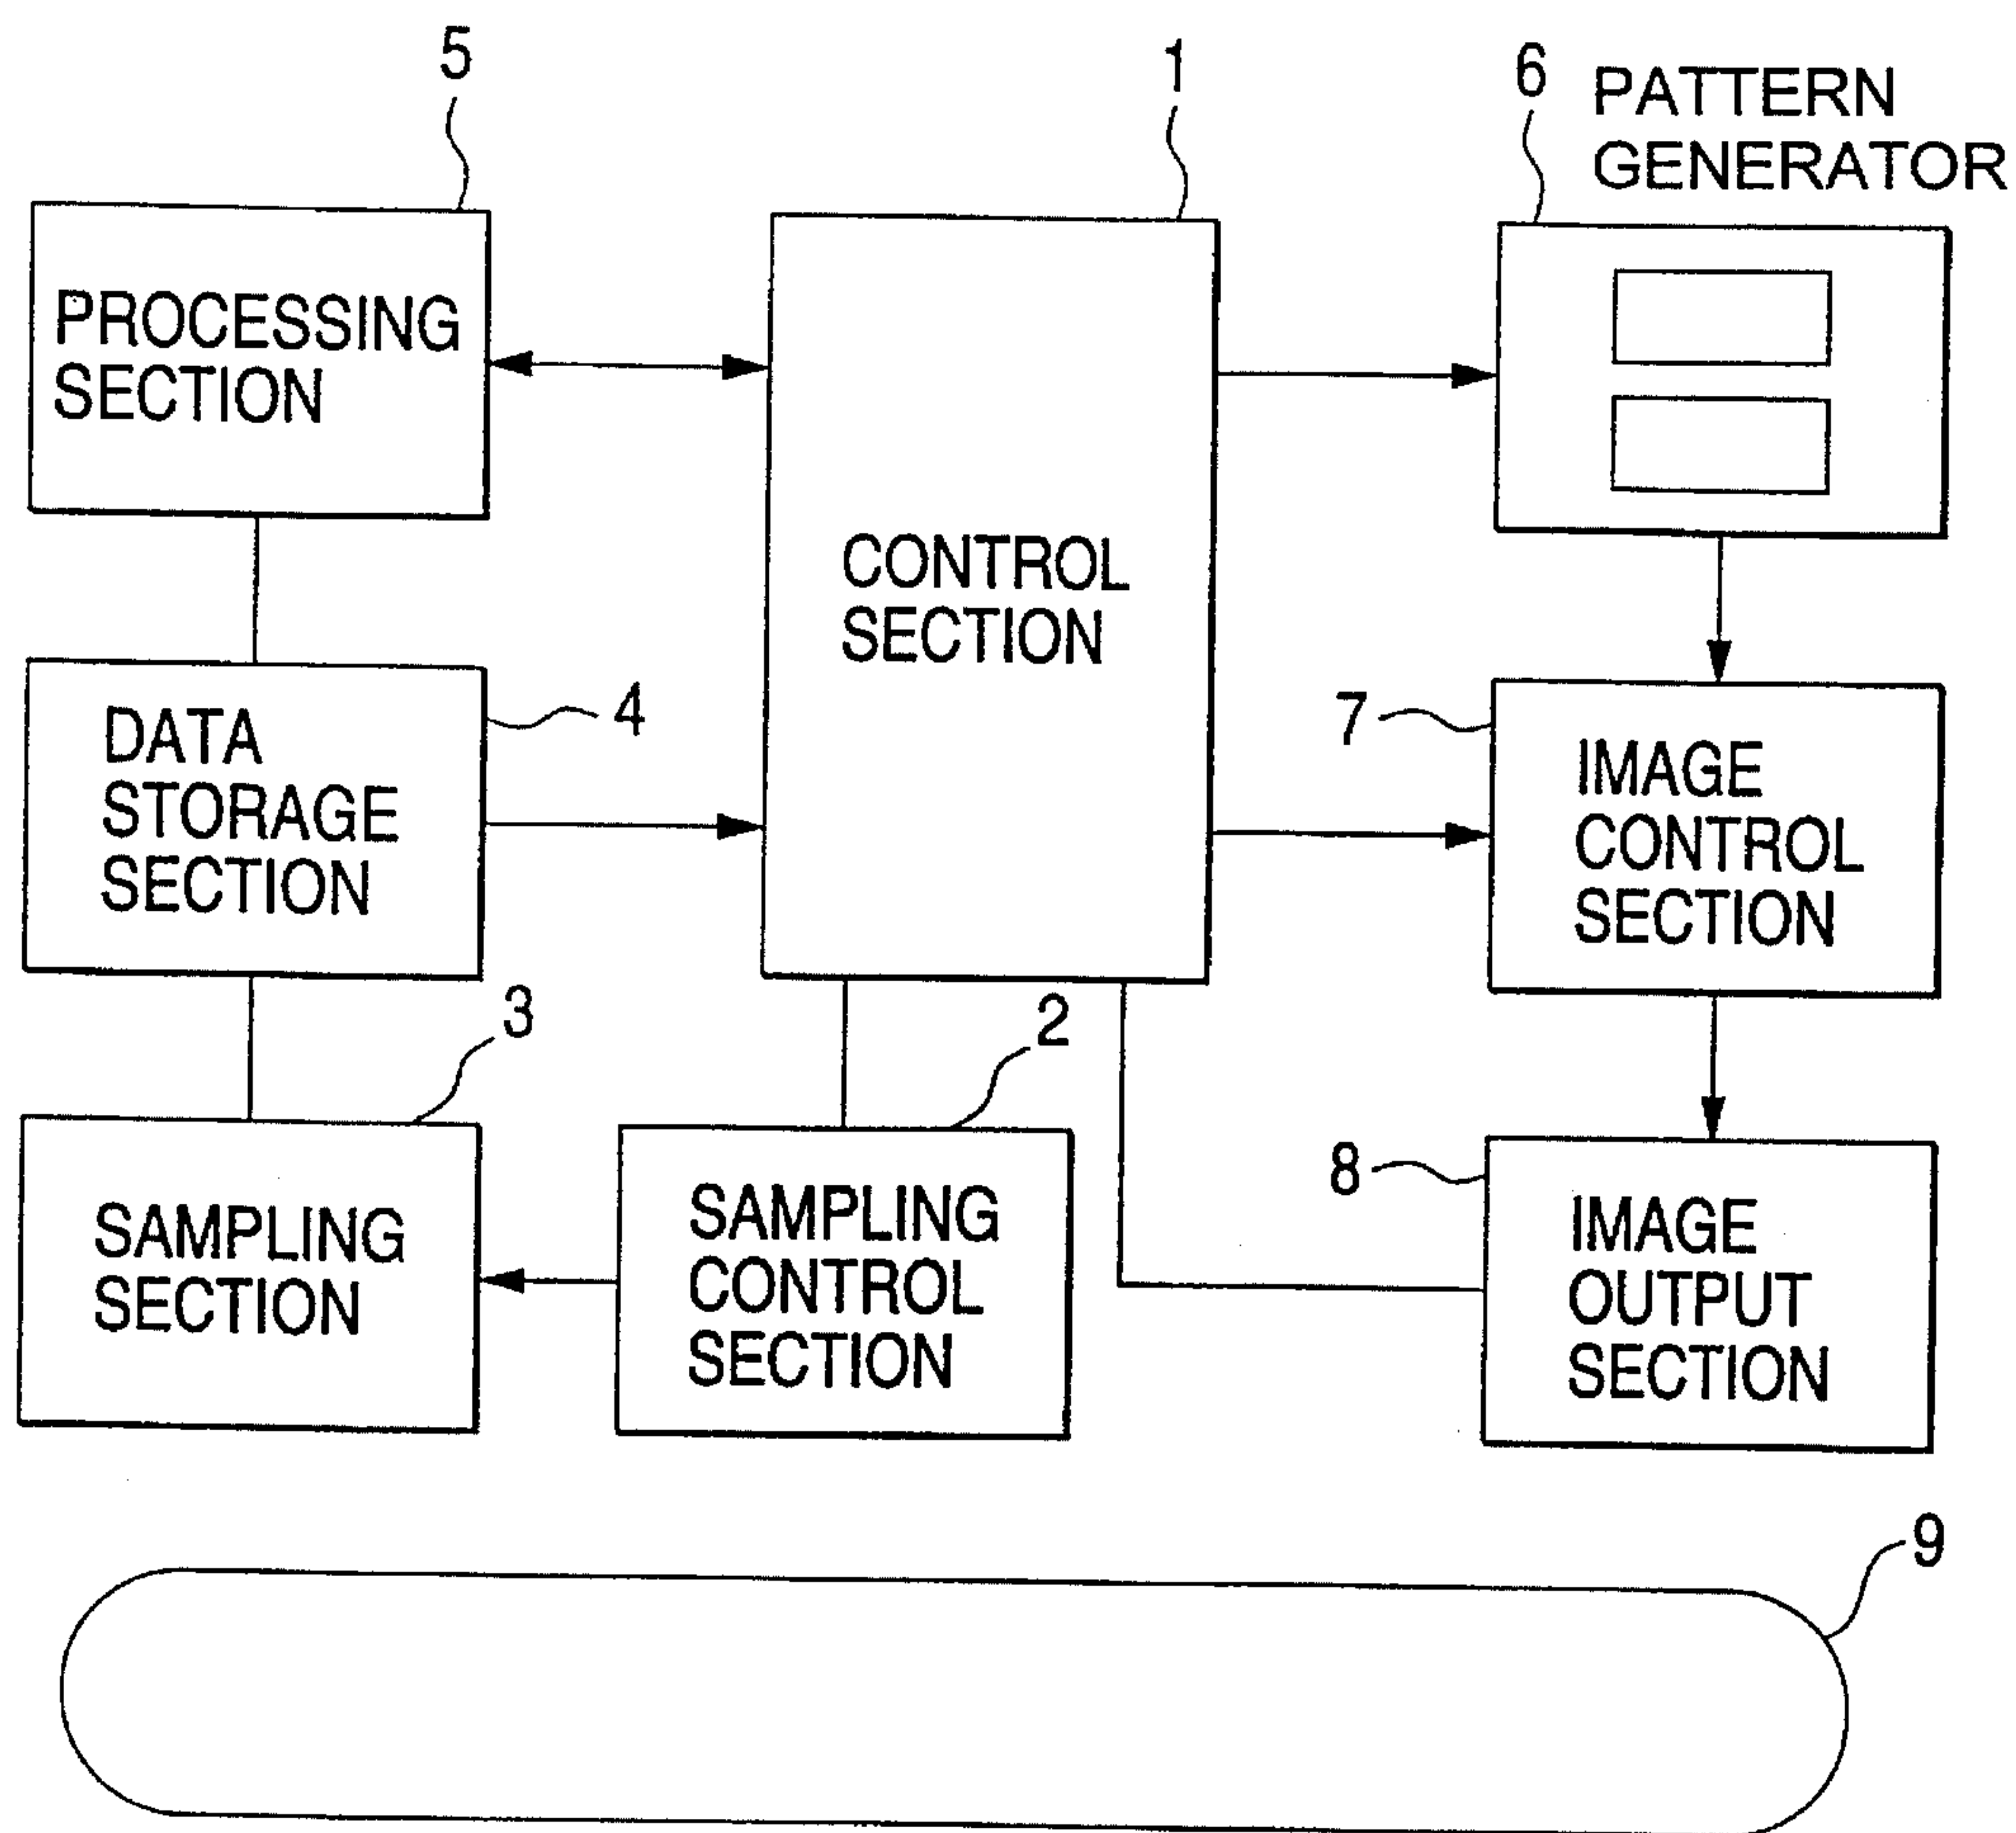 5
1
6
PATTERN
GENERATOR
PROCESSING
SECTION
CONTROL
SECTION
DATA
STORAGE
SECTION
4
7
IMAGE
CONTROL
SECTION
3
2
SAMPLING
SECTION
SAMPLING
CONTROL
SECTION
8
IMAGE
OUTPUT
SECTION
9